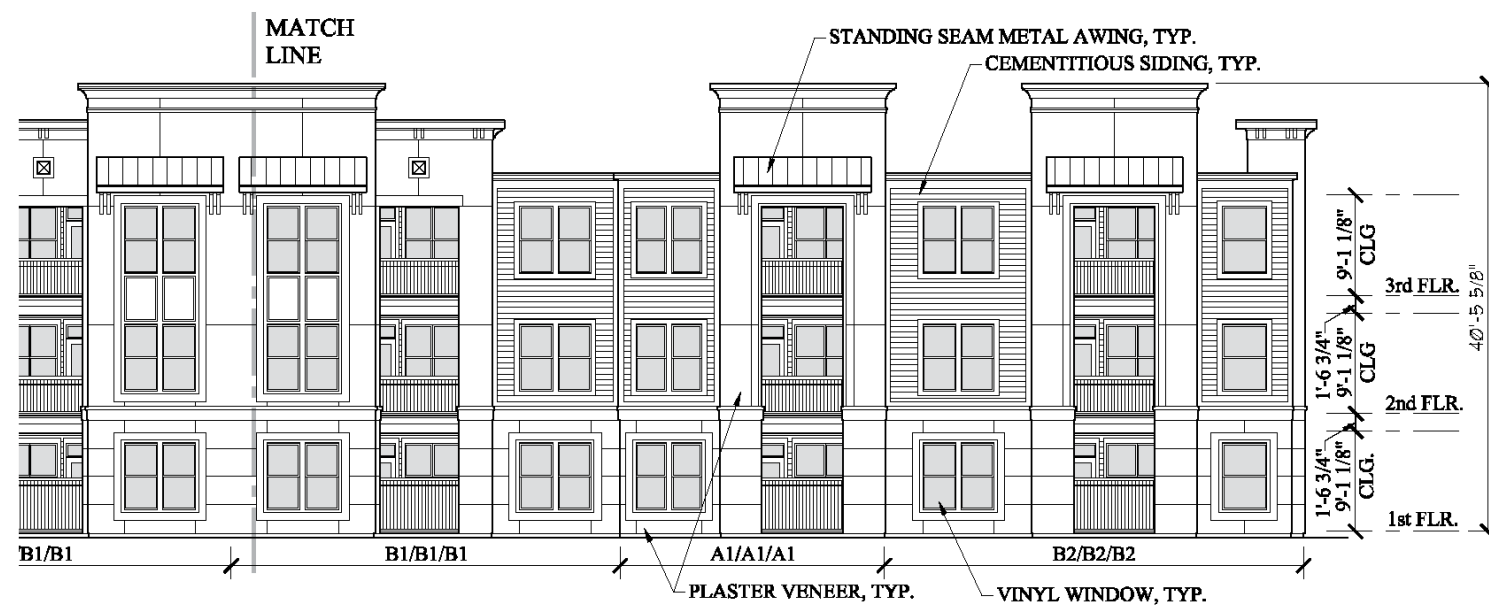 MATCH
LINE
STANDING SEAM METAL AWING, TYP.
CEMENTITIOUS SIDING, TYP.
9'-1 1/8"
CLG
3rd FLR.
40'-5 5/8"
1'-6 3/4"
9'-1 1/8"
CLG
2nd FLR.
1'-6 3/4"
9'-1 1/8"
CLG.
1st FLR.
/B1/B1
B1/B1/B1
A1/A1/A1
B2/B2/B2
PLASTER VENEER, TYP.
VINYL WINDOW, TYP.